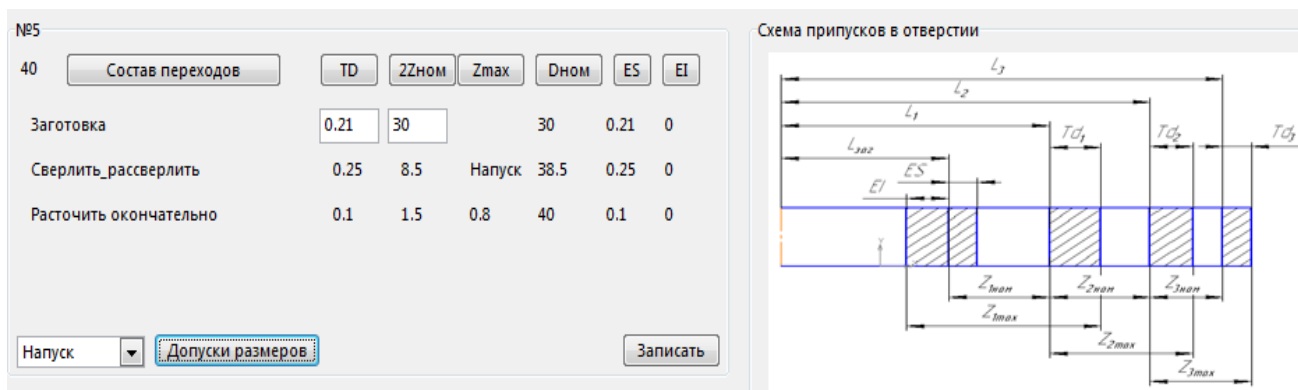 №5
40 Состав переходов TD 2Zном Zmax Dном ES EI
Заготовка 0.21 30 30 0.21 0
Сверлить_рассверлить 0.25 8.5 Напуск 38.5 0.25 0
Расточить окончательно 0.1 1.5 0.8 40 0.1 0
Напуск Допуски размеров Записать
Схема припусков в отверстии
L3
L2
L1
Td1 Td2 Td3
Lзаг
ES
EI
Y
Z1ном Z2ном Z3ном
Z1max
Z2max
Z3max